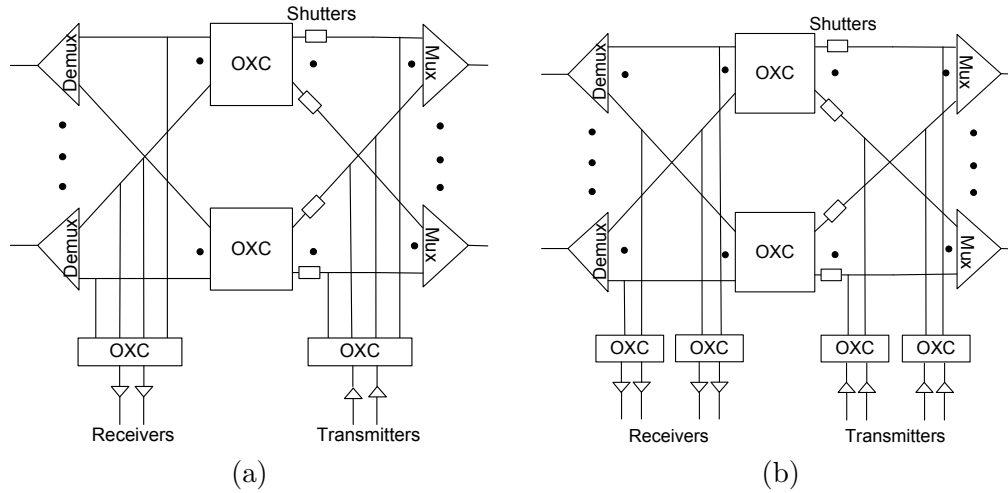 Shutters
Demux
OXC
Mux
Demux
OXC
Mux
OXC
OXC
Receivers
Transmitters
(a)
Shutters
Demux
OXC
Mux
Demux
OXC
Mux
OXC
OXC
OXC
OXC
Receivers
Transmitters
(b)